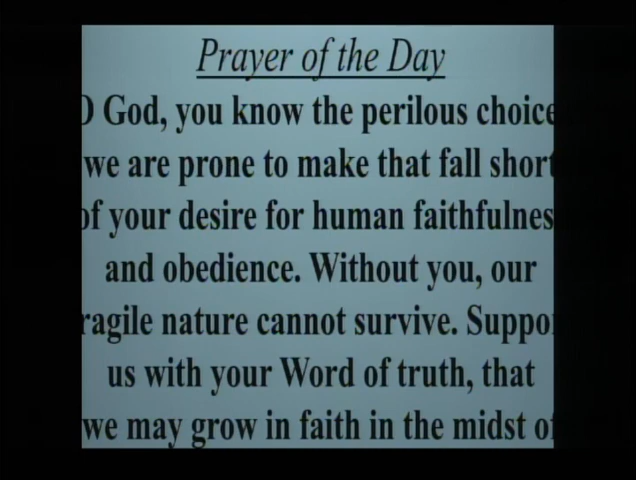 Prayer of the Day
O God, you know the perilous choice
we are prone to make that fall short
of your desire for human faithfulnes
and obedience. Without you, our
ragile nature cannot survive. Suppor
us with your Word of truth, that
we may grow in faith in the midst of